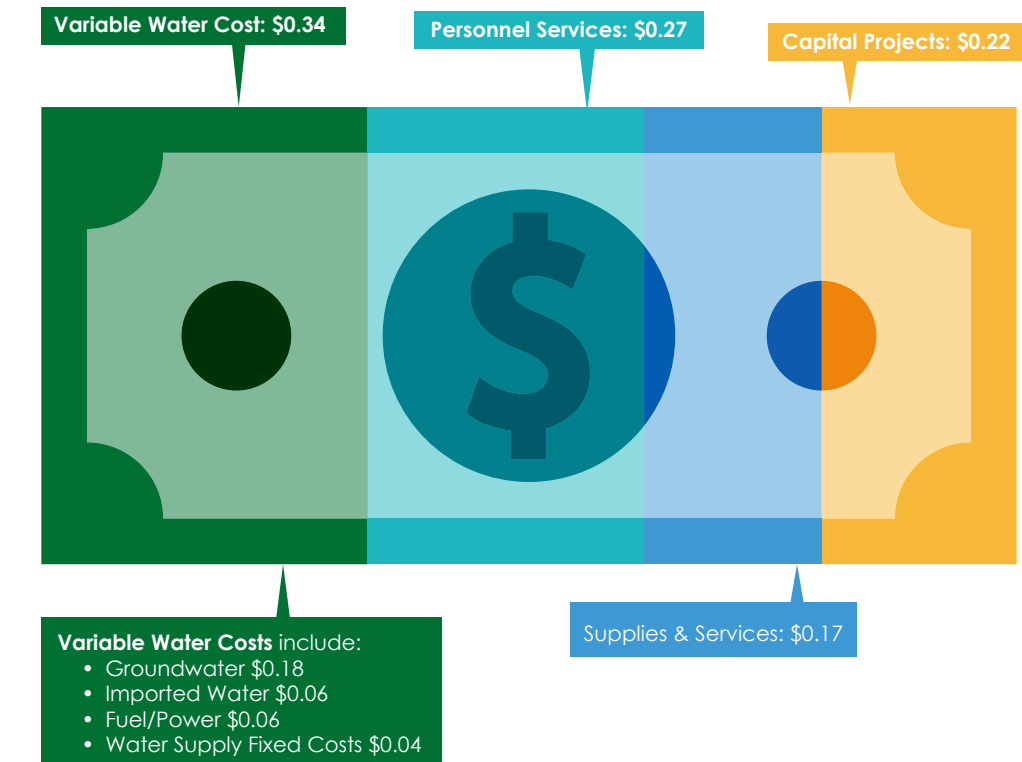 Variable Water Cost: $0.34
Personnel Services: $0.27
Capital Projects: $0.22
$
Supplies & Services: $0.17
Variable Water Costs include:
• Groundwater $0.18
• Imported Water $0.06
• Fuel/Power $0.06
• Water Supply Fixed Costs $0.04